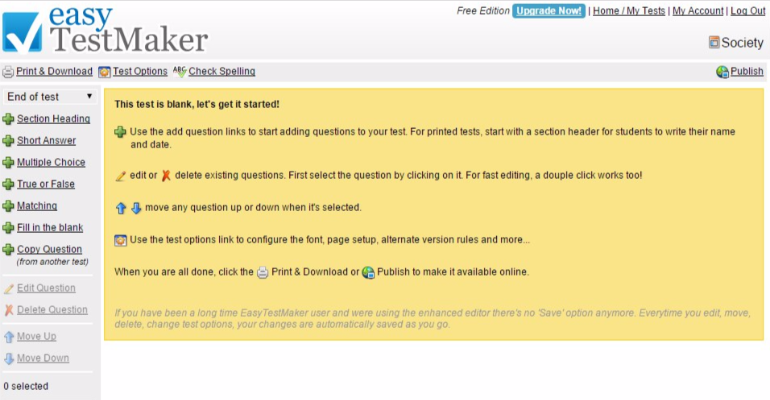 easy
TestMaker
Free Edition Upgrade Now! | Home / My Tests | My Account | Log Out
Society
Print & Download Test Options ABC Check Spelling
Publish
End of test
Section Heading
Short Answer
Multiple Choice
True or False
Matching
Fill in the blank
Copy Question
(from another test)
Edit Question
Delete Question
Move Up
Move Down
0 selected
This test is blank, let's get it started!
Use the add question links to start adding questions to your test. For printed tests, start with a section header for students to write their name
and date.
edit or delete existing questions. First select the question by clicking on it. For fast editing, a douple click works too!
move any question up or down when it's selected.
Use the test options link to configure the font, page setup, alternate version rules and more...
When you are all done, click the Print & Download or Publish to make it available online.
If you have been a long time EasyTestMaker user and were using the enhanced editor there's no 'Save' option anymore. Everytime you edit, move,
delete, change test options, your changes are automatically saved as you go.